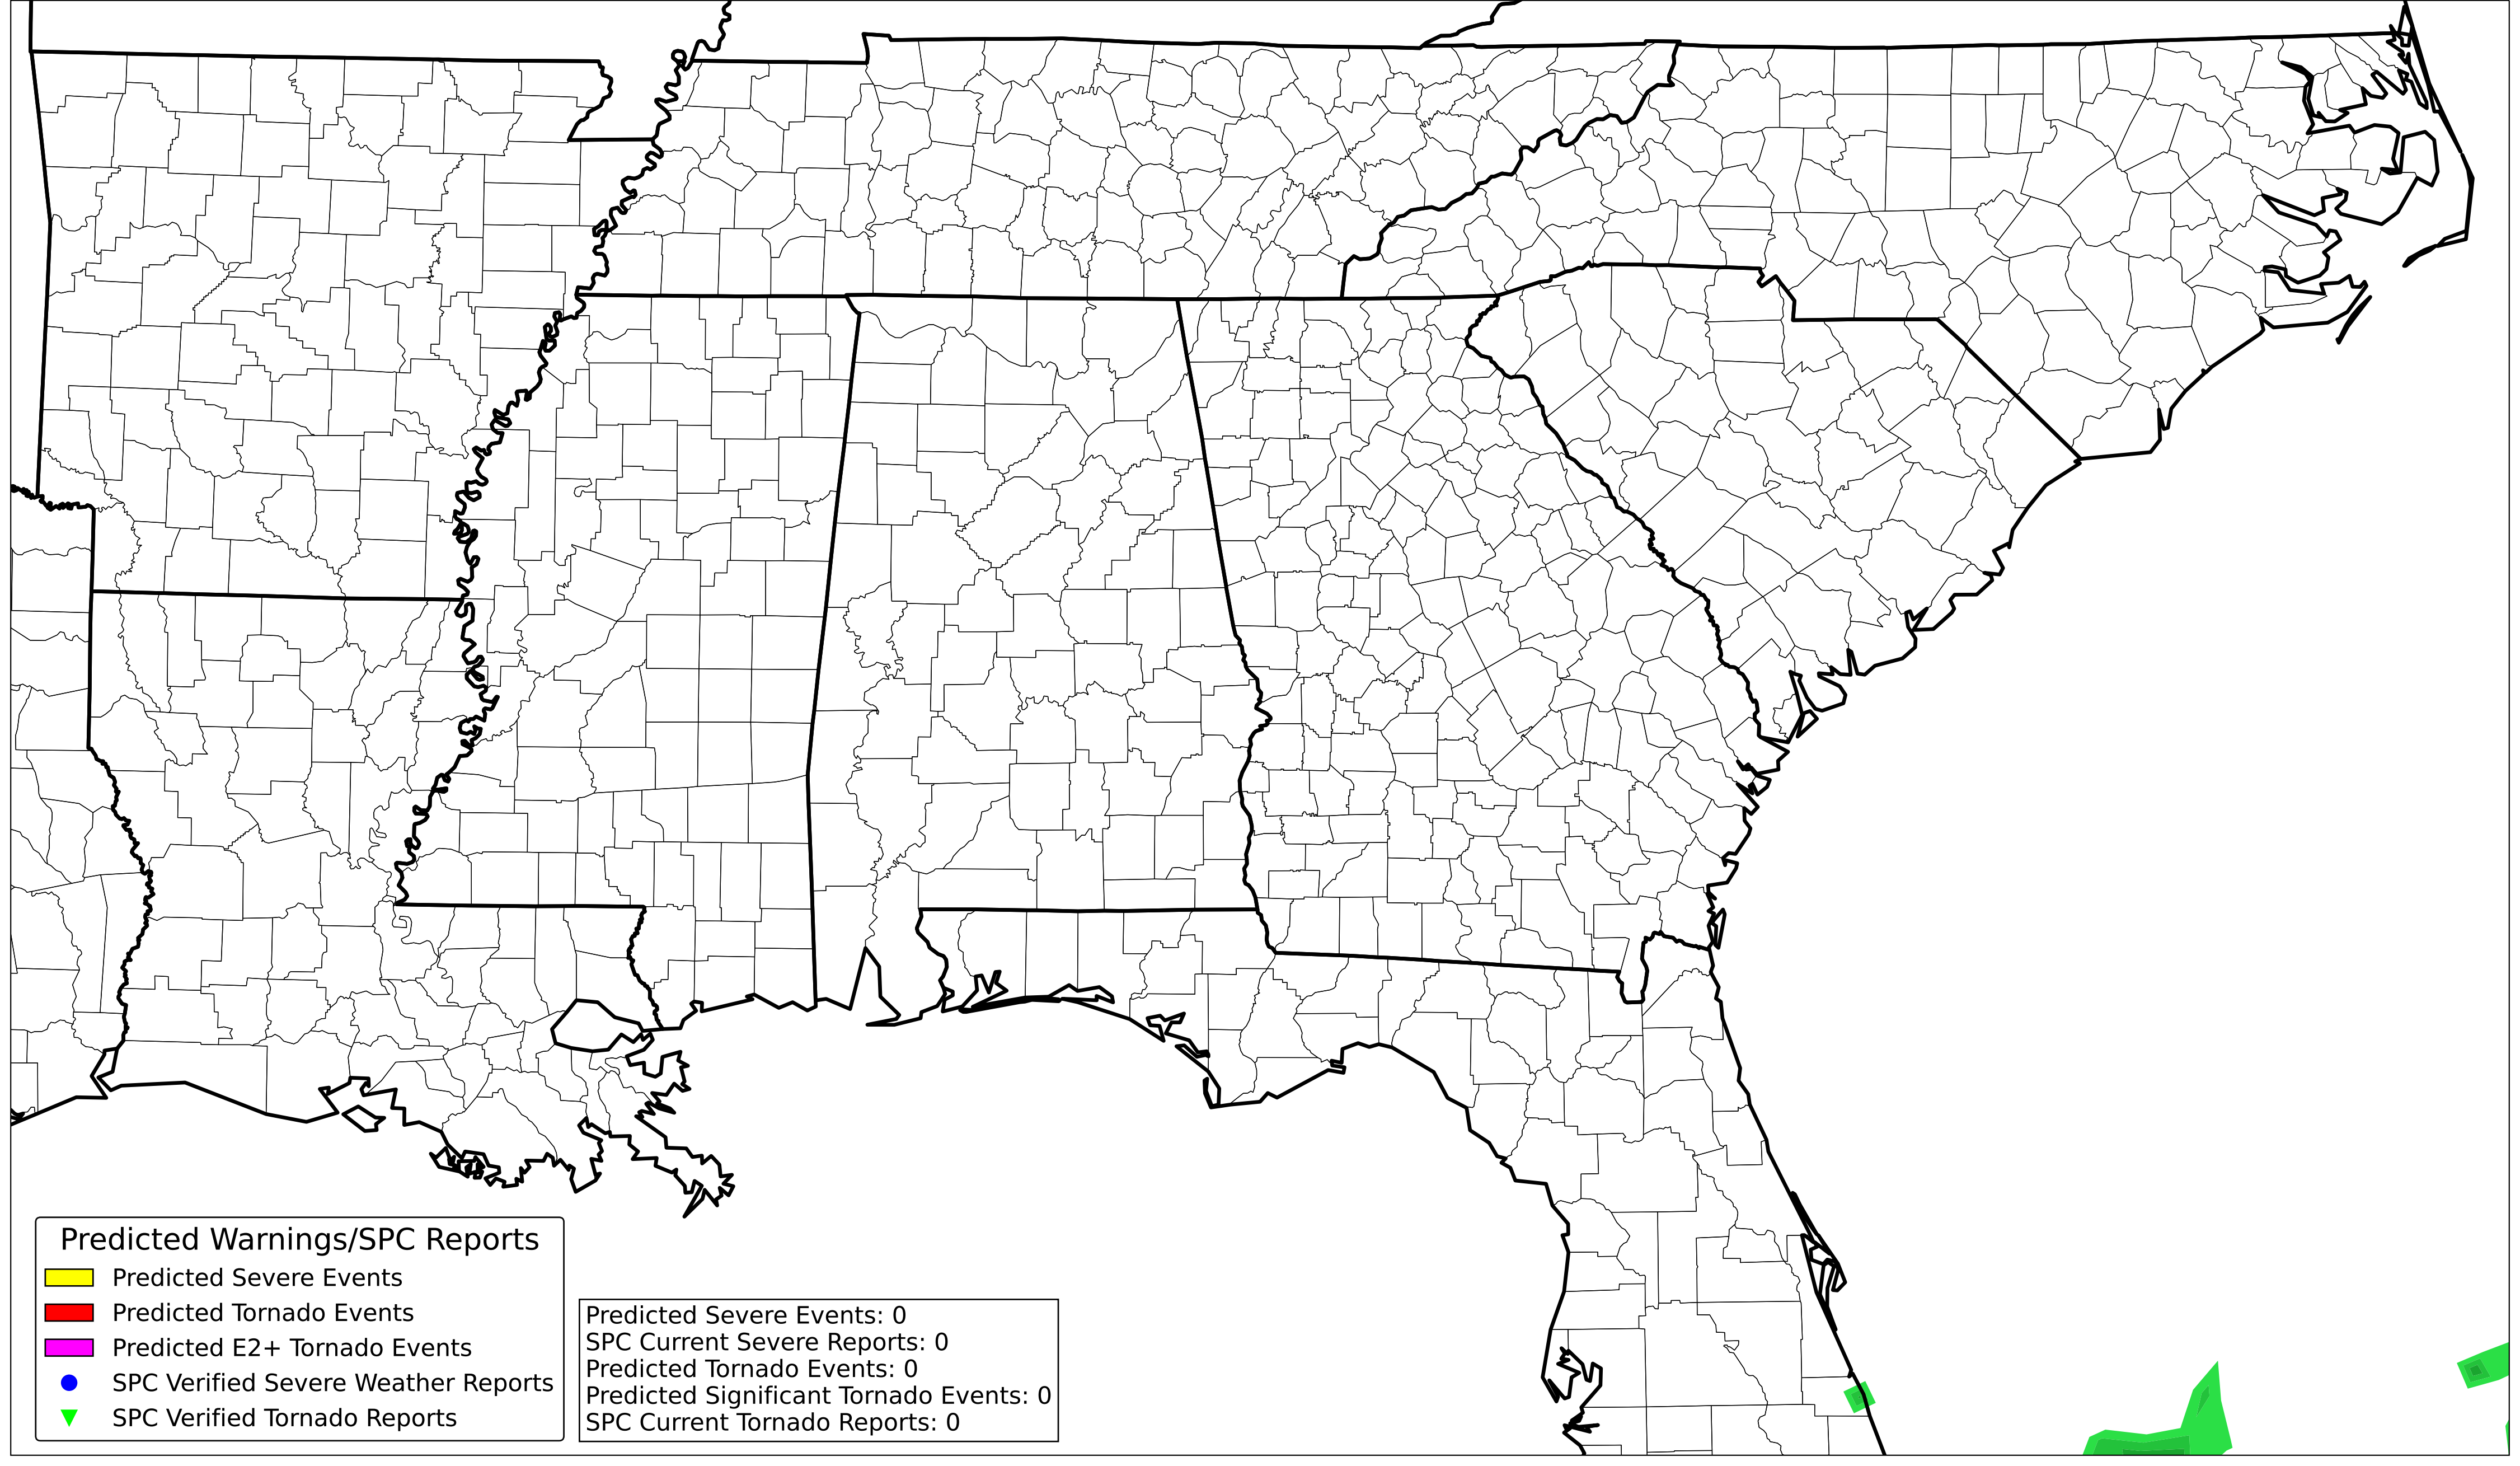 Predicted Warnings/SPC Reports
Predicted Severe Events
Predicted Tornado Events
Predicted E2+ Tornado Events
SPC Verified Severe Weather Reports
SPC Verified Tornado Reports
Predicted Severe Events: 0
SPC Current Severe Reports: 0
Predicted Tornado Events: 0
Predicted Significant Tornado Events: 0
SPC Current Tornado Reports: 0